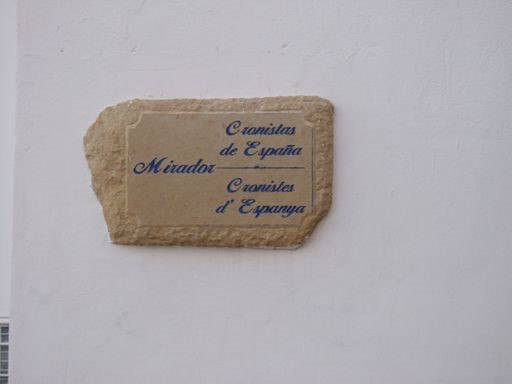 Mirador
Cronistas
de España
Cronistes
d' Espanya